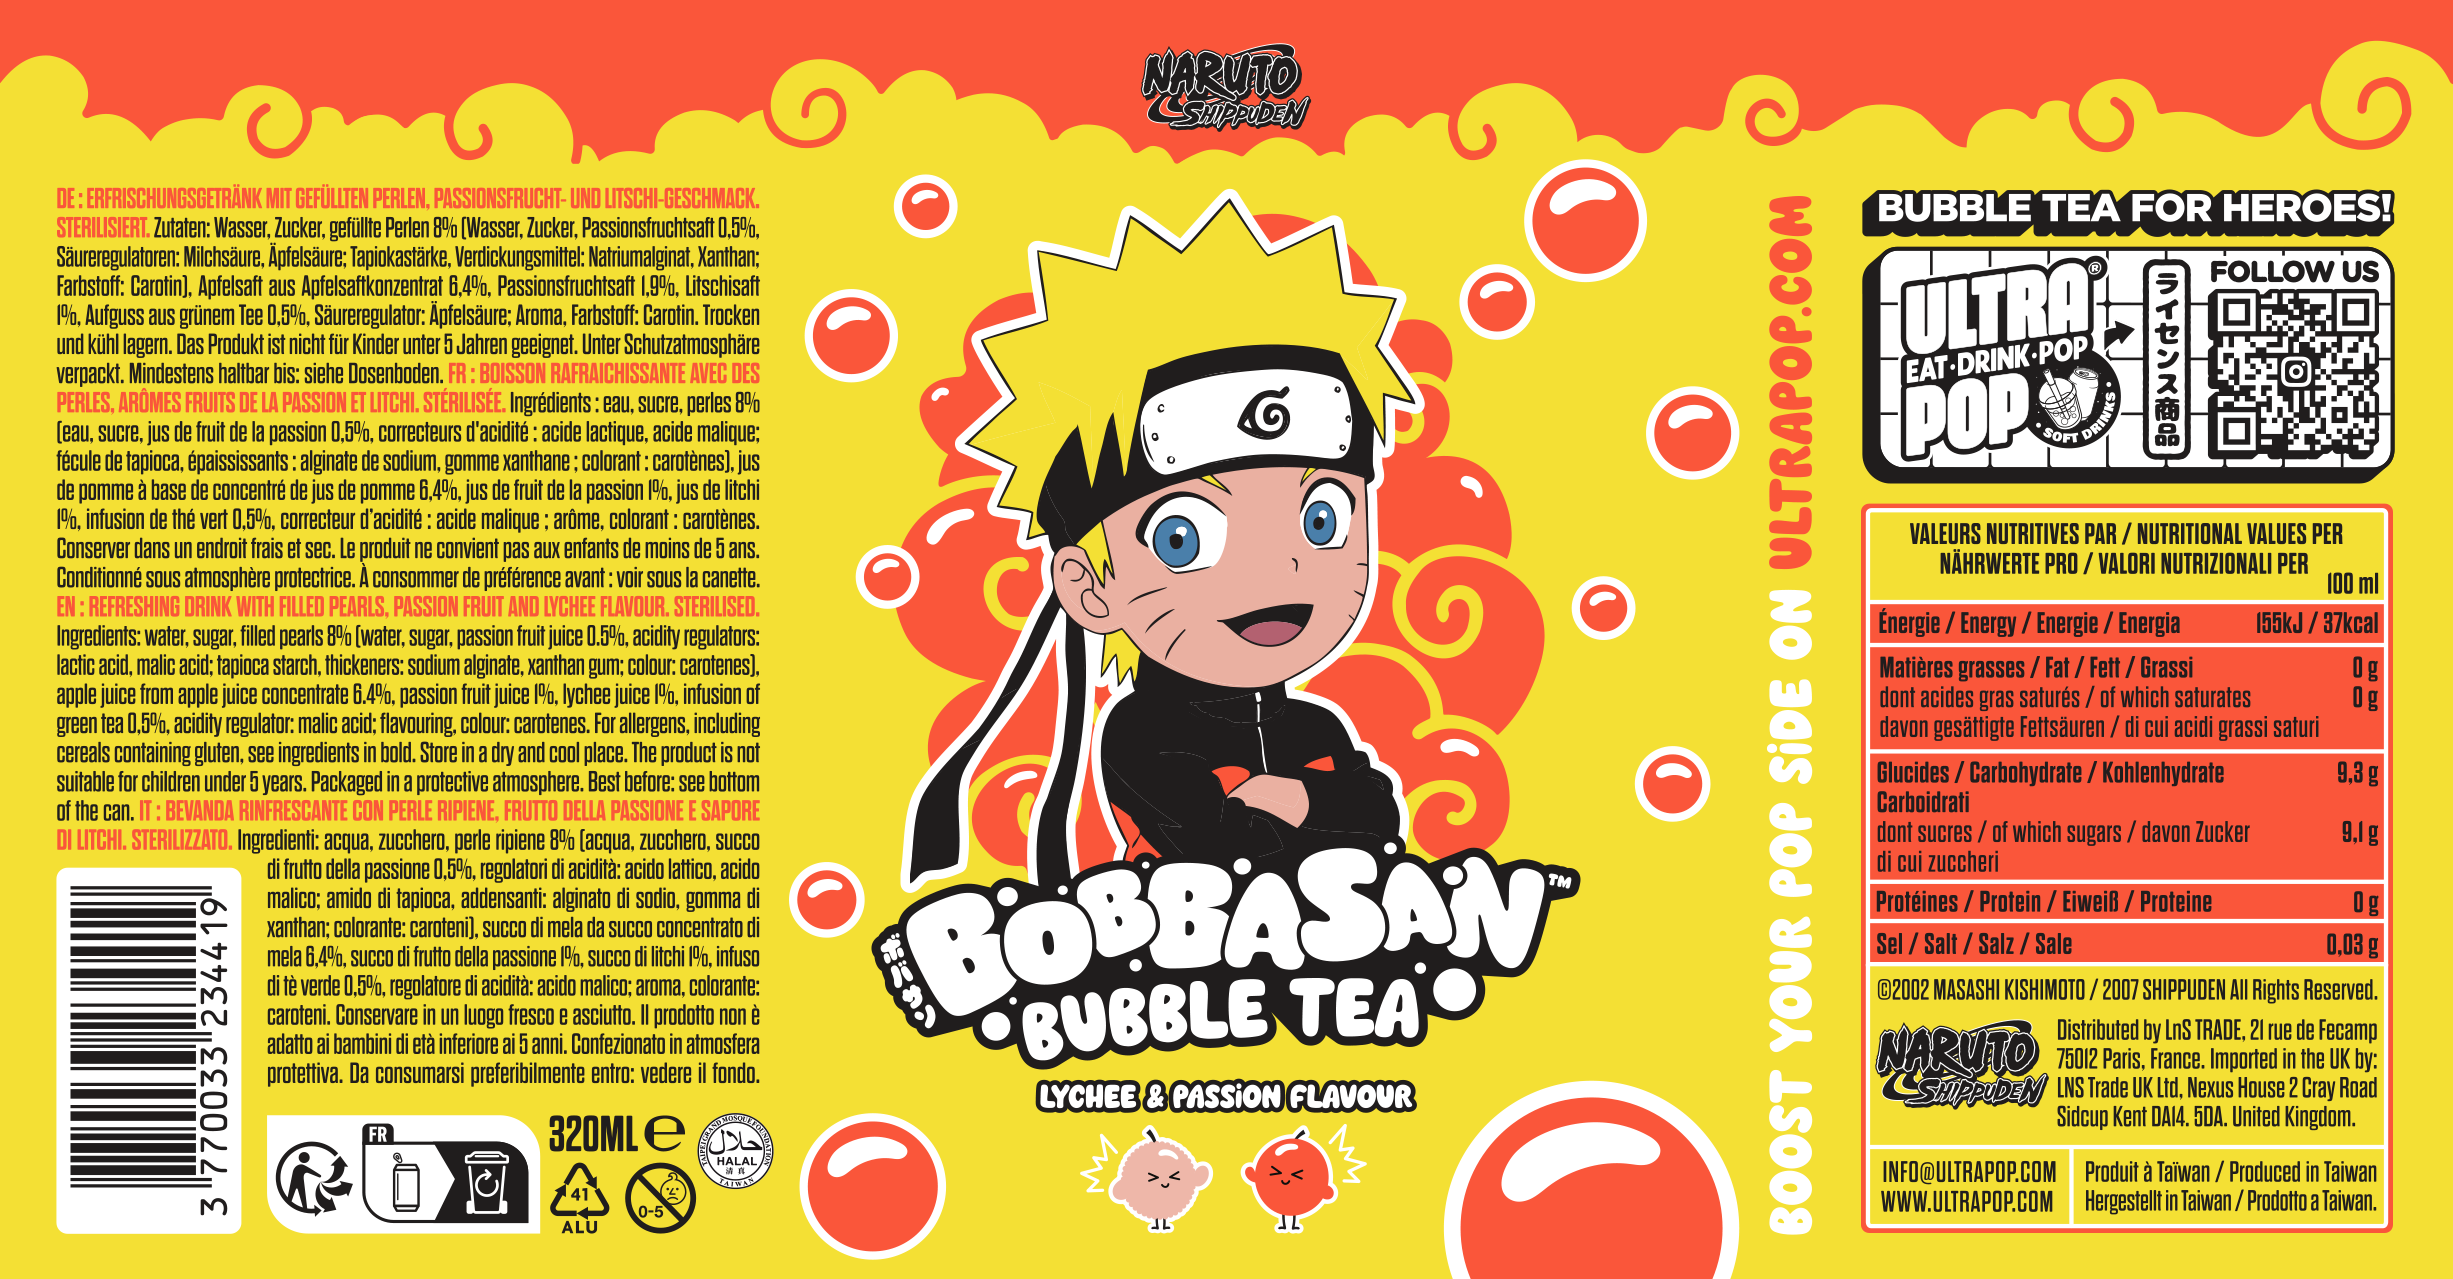 NARUTO
SHIPPUDEN
DE : ERFRISCHUNGSGETRÄNK MIT GEFÜLLTEN PERLEN, PASSIONSFRUCHT- UND LITSCHI-GESCHMACK.
STERILISIERT. Zutaten: Wasser, Zucker, gefüllte Perlen 8% (Wasser, Zucker, Passionsfruchtsaft 0,5%,
Säureregulatoren: Milchsäure, Äpfelsäure; Tapiokastärke, Verdickungsmittel: Natriumalginat, Xanthan;
Farbstoff: Carotin), Apfelsaft aus Apfelsaftkonzentrat 6,4%, Passionsfruchtsaft 1,9%, Litschisaft
1%, Aufguss aus grünem Tee 0,5%, Säureregulator: Äpfelsäure; Aroma, Farbstoff: Carotin. Trocken
und kühl lagern. Das Produkt ist nicht für Kinder unter 5 Jahren geeignet. Unter Schutzatmosphäre
verpackt. Mindestens haltbar bis: siehe Dosenboden. FR : BOISSON RAFRAICHISSANTE AVEC DES
PERLES, ARÔMES FRUITS DE LA PASSION ET LITCHI. STÉRILISÉE. Ingrédients : eau, sucre, perles 8%
(eau, sucre, jus de fruit de la passion 0,5%, correcteurs d'acidité : acide lactique, acide malique;
fécule de tapioca, épaississants : alginate de sodium, gomme xanthane ; colorant : carotènes), jus
de pomme à base de concentré de jus de pomme 6,4%, jus de fruit de la passion 1%, jus de litchi
1%, infusion de thé vert 0,5%, correcteur d'acidité : acide malique ; arôme, colorant : carotènes.
Conserver dans un endroit frais et sec. Le produit ne convient pas aux enfants de moins de 5 ans.
Conditionné sous atmosphère protectrice. À consommer de préférence avant : voir sous la canette.
EN : REFRESHING DRINK WITH FILLED PEARLS, PASSION FRUIT AND LYCHEE FLAVOUR. STERILISED.
Ingredients: water, sugar, filled pearls 8% (water, sugar, passion fruit juice 0.5%, acidity regulators:
lactic acid, malic acid; tapioca starch, thickeners: sodium alginate, xanthan gum; colour: carotenes),
apple juice from apple juice concentrate 6.4%, passion fruit juice 1%, lychee juice 1%, infusion of
green tea 0,5%, acidity regulator: malic acid; flavouring, colour: carotenes. For allergens, including
cereals containing gluten, see ingredients in bold. Store in a dry and cool place. The product is not
suitable for children under 5 years. Packaged in a protective atmosphere. Best before: see bottom
of the can. IT : BEVANDA RINFRESCANTE CON PERLE RIPIENE, FRUTTO DELLA PASSIONE E SAPORE
DI LITCHI. STERILIZZATO. Ingredienti: acqua, zucchero, perle ripiene 8% (acqua, zucchero, succo
di frutto della passione 0,5%, regolatori di acidità: acido lattico, acido
malico; amido di tapioca, addensanti: alginato di sodio, gomma di
xanthan; colorante: caroteni), succo di mela da succo concentrato di
mela 6,4%, succo di frutto della passione 1%, succo di litchi 1%, infuso
di tè verde 0,5%, regolatore di acidità: acido malico; aroma, colorante:
caroteni. Conservare in un luogo fresco e asciutto. Il prodotto non è
adatto ai bambini di età inferiore ai 5 anni. Confezionato in atmosfera
protettiva. Da consumarsi preferibilmente entro: vedere il fondo.
3 770033 234419
FR
320ML e
41
ALU
0-5
TAIPEI GRAND MOSQUE FOUNDATION
حلال
HALAL
清真
TAIWAN
ボバサン
BOBBASAN™
BUBBLE TEA
LYCHEE & PASSION FLAVOUR
BOOST YOUR POP SIDE ON ULTRAPOP.COM
BUBBLE TEA FOR HEROES!
ULTRA®
EAT·DRINK·POP
POP
SOFT DRINKS
ライセンス商品
FOLLOW US
VALEURS NUTRITIVES PAR / NUTRITIONAL VALUES PER
NÄHRWERTE PRO / VALORI NUTRIZIONALI PER
100 ml
Énergie / Energy / Energie / Energia 155kJ / 37kcal
Matières grasses / Fat / Fett / Grassi 0 g
dont acides gras saturés / of which saturates 0 g
davon gesättigte Fettsäuren / di cui acidi grassi saturi
Glucides / Carbohydrate / Kohlenhydrate 9,3 g
Carboidrati
dont sucres / of which sugars / davon Zucker 9,1 g
di cui zuccheri
Protéines / Protein / Eiweiß / Proteine 0 g
Sel / Salt / Salz / Sale 0,03 g
©2002 MASASHI KISHIMOTO / 2007 SHIPPUDEN All Rights Reserved.
NARUTO
SHIPPUDEN
Distributed by LnS TRADE, 21 rue de Fecamp
75012 Paris, France. Imported in the UK by:
LNS Trade UK Ltd, Nexus House 2 Cray Road
Sidcup Kent DA14. 5DA. United Kingdom.
INFO@ULTRAPOP.COM
WWW.ULTRAPOP.COM
Produit à Taïwan / Produced in Taiwan
Hergestellt in Taiwan / Prodotto a Taiwan.